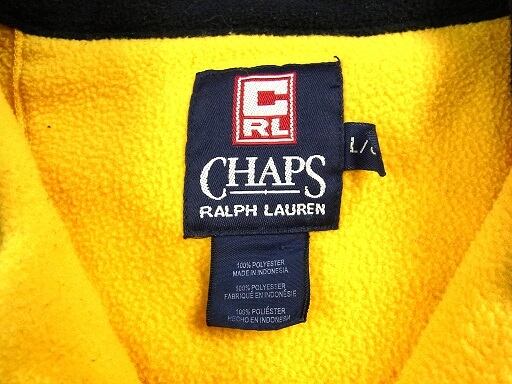 C
RL
CHAPS
RALPH LAUREN
L/
100% POLYESTER
MADE IN INDONESIA
100% POLYESTER
FABRIQUÉ EN INDONÉSIE
100% POLIÉSTER
HECHO EN INDONESIA